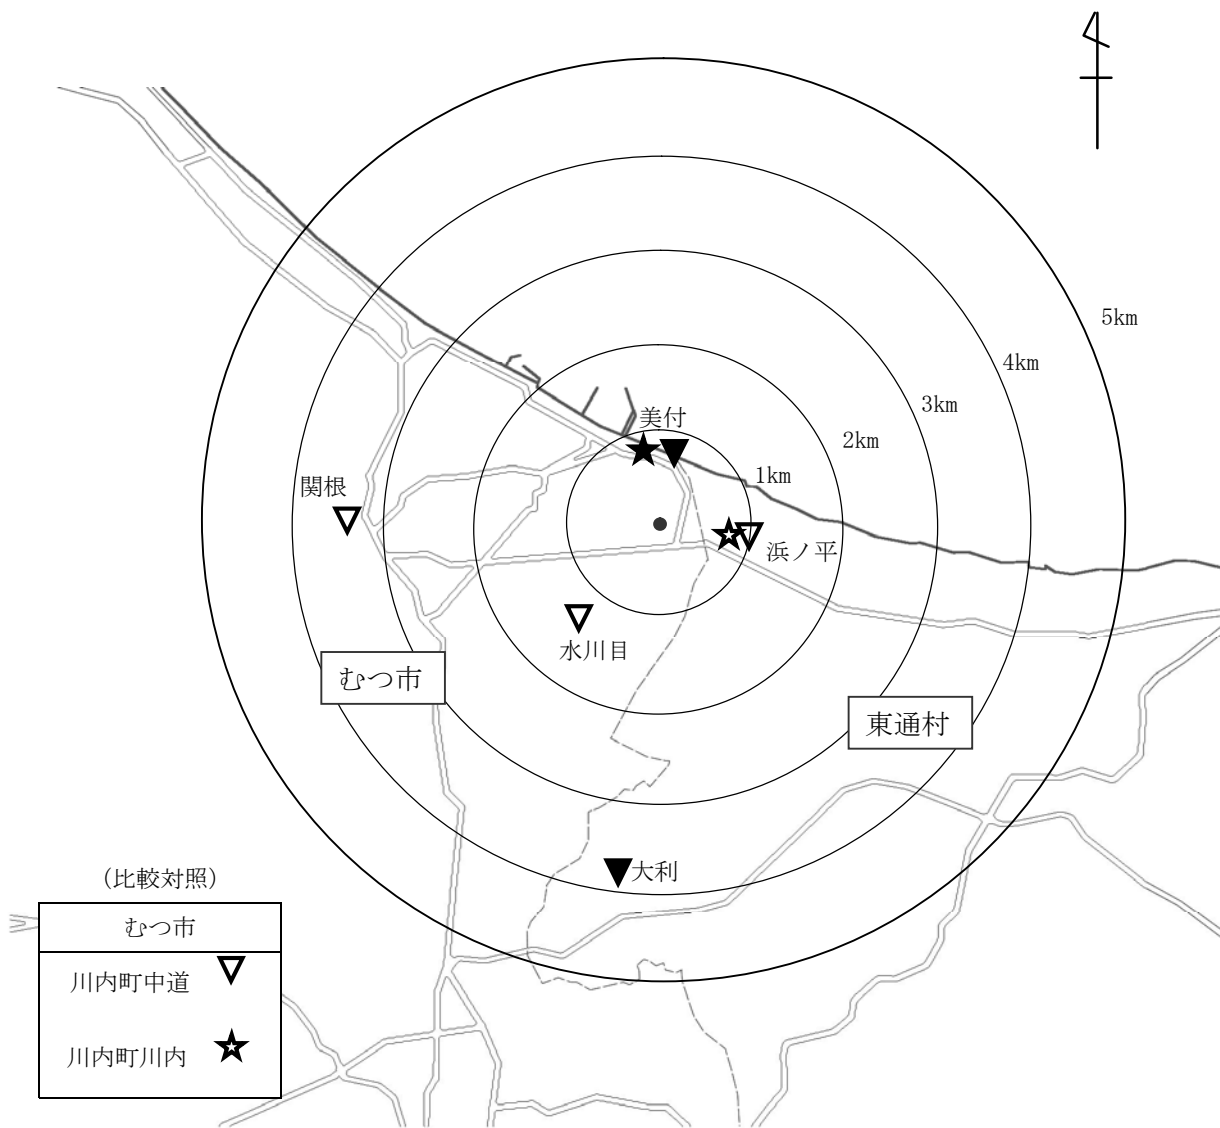 5km
4km
3km
美付
2km
1km
関根
浜ノ平
水川目
むつ市
東通村
大利
(比較対照)
むつ市
川内町中道
川内町川内